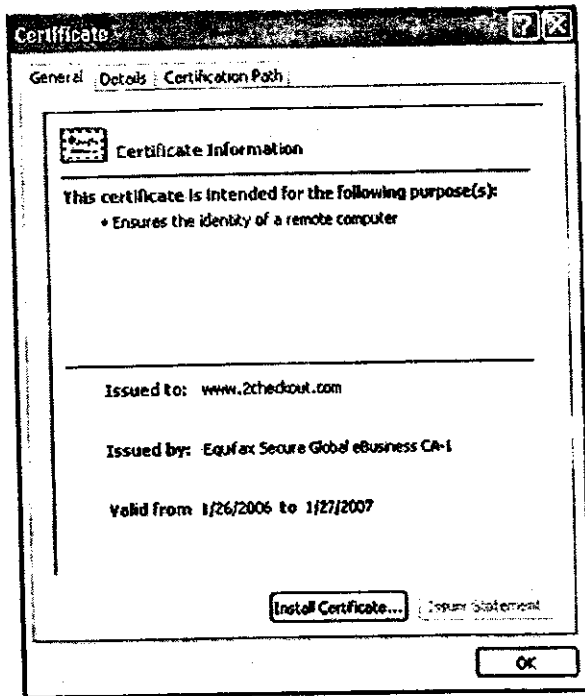 Certificate
General Details Certification Path
Certificate Information
This certificate is intended for the following purpose(s):
• Ensures the identity of a remote computer
Issued to: www.2checkout.com
Issued by: Equifax Secure Global eBusiness CA-1
Valid from 1/26/2006 to 1/27/2007
Install Certificate... Issuer Statement
OK